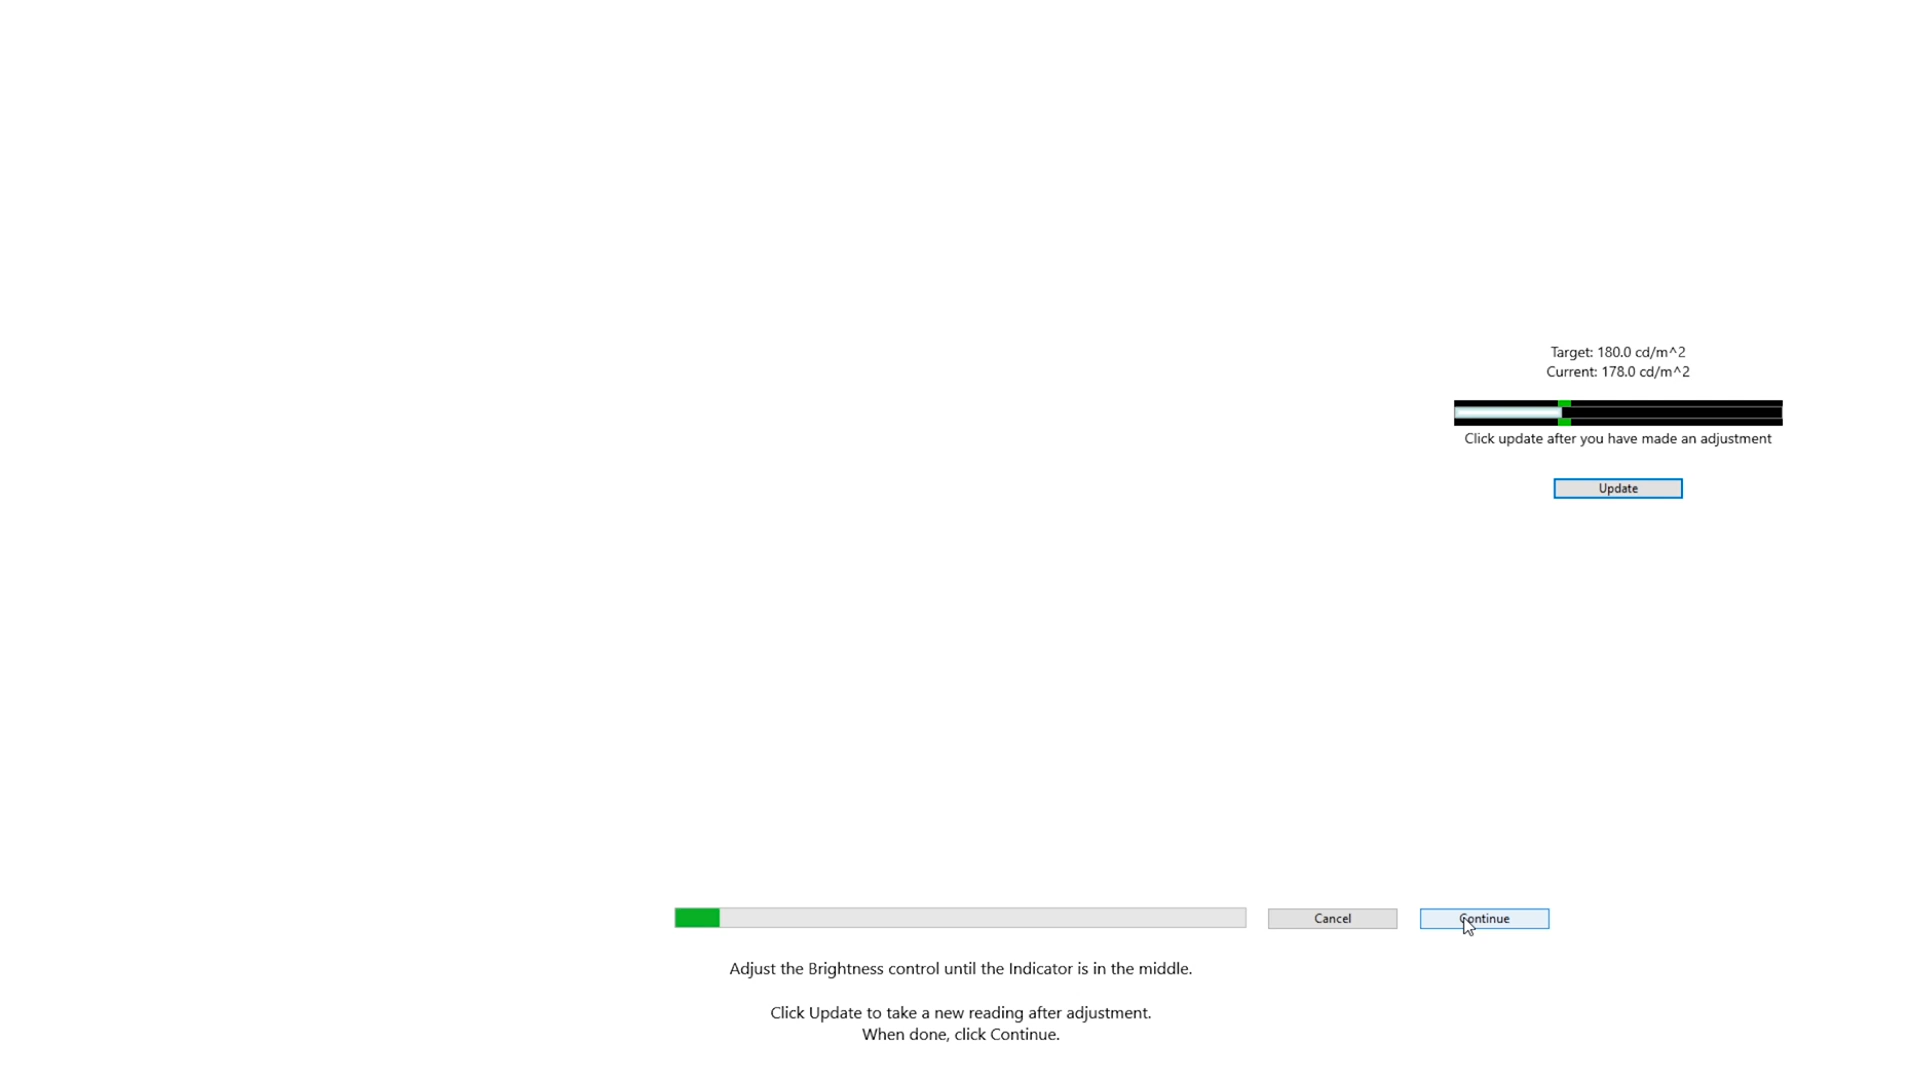 Target: 180.0 cd/m^2
Current: 178.0 cd/m^2
Click update after you have made an adjustment
Update
Cancel
Continue
Adjust the Brightness control until the Indicator is in the middle.
Click Update to take a new reading after adjustment.
When done, click Continue.